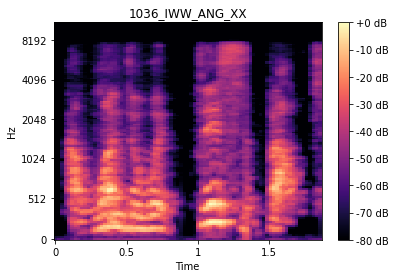 1036_IWW_ANG_XX
+0 dB
8192
-10 dB
4096
-20 dB
-30 dB
2048
Hz
-40 dB
1024
-50 dB
512
-60 dB
-70 dB
0
-80 dB
0
0.5
1
1.5
Time